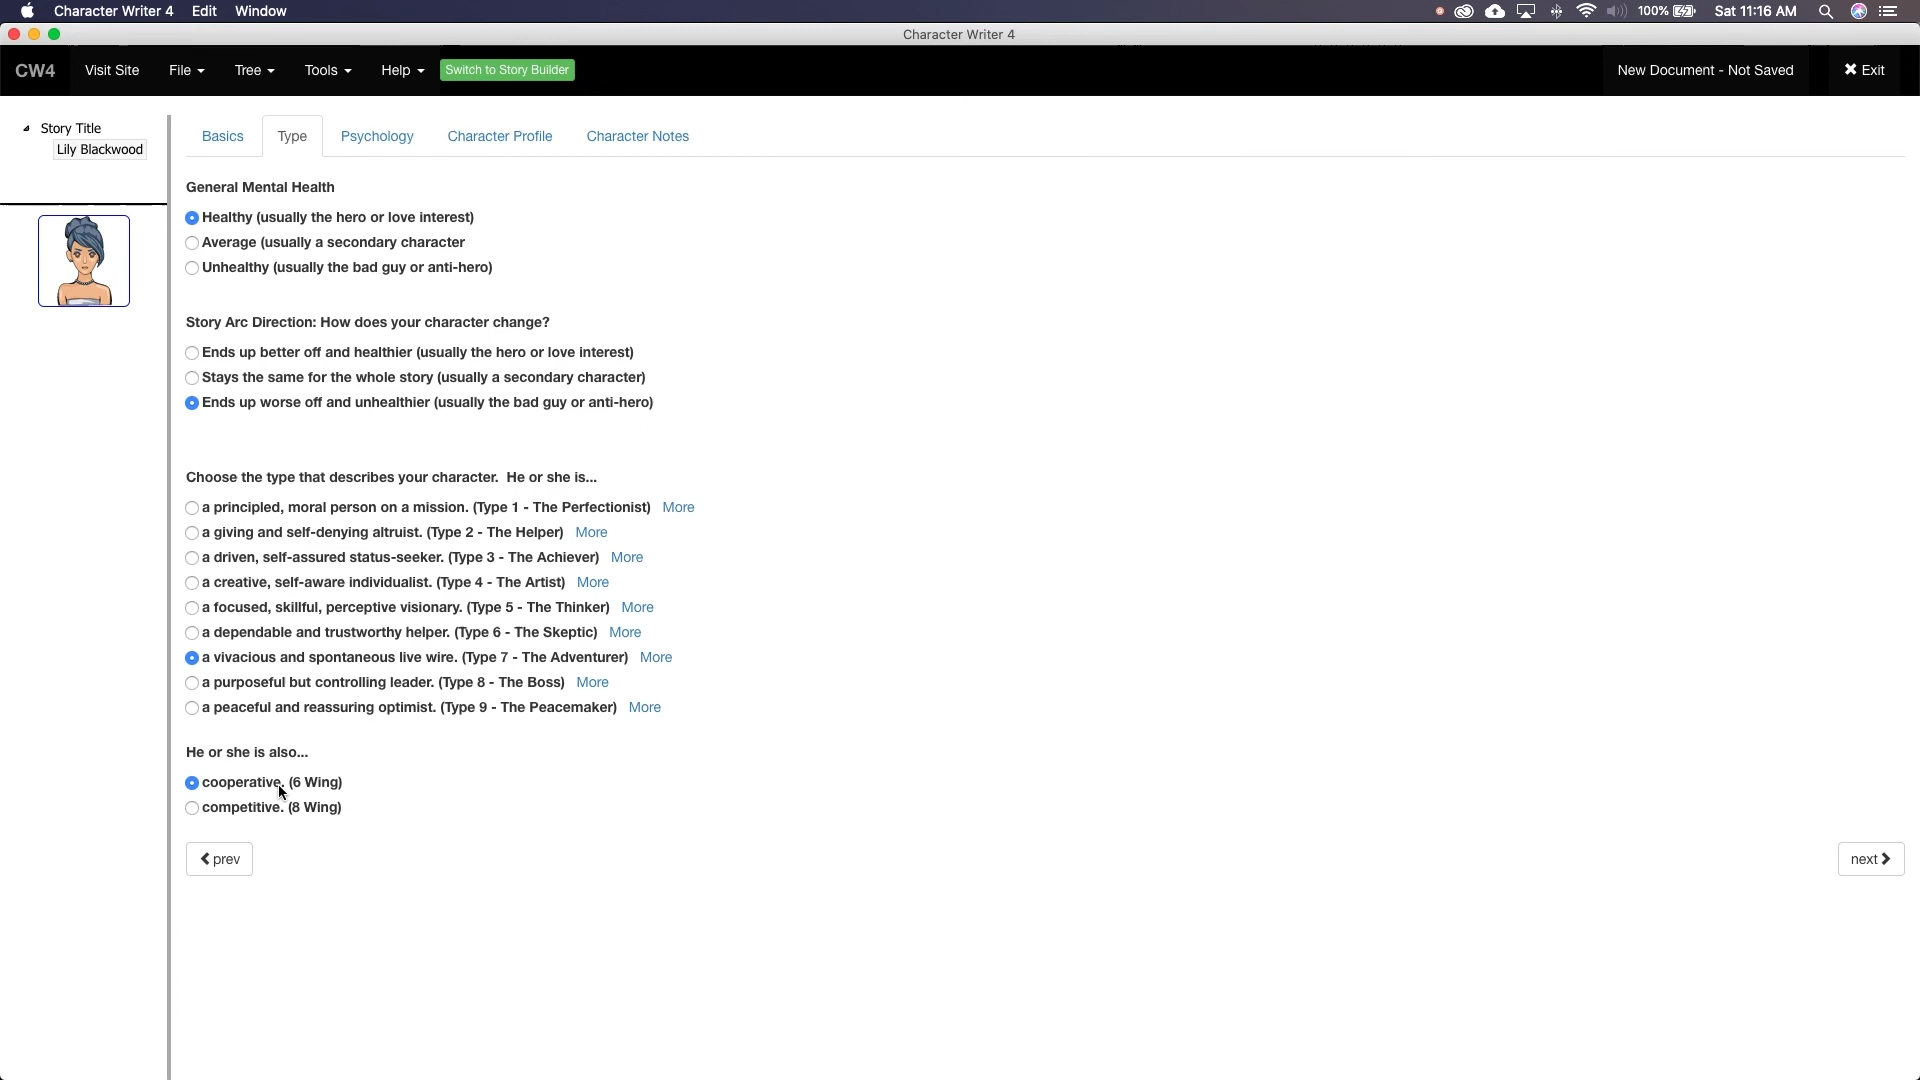 Character Writer 4 Edit Window 100% Sat 11:16 AM
Character Writer 4
CW4 Visit Site File Tree Tools Help Switch to Story Builder New Document - Not Saved Exit
Story Title
Lily Blackwood
Basics Type Psychology Character Profile Character Notes
General Mental Health
Healthy (usually the hero or love interest)
Average (usually a secondary character
Unhealthy (usually the bad guy or anti-hero)
Story Arc Direction: How does your character change?
Ends up better off and healthier (usually the hero or love interest)
Stays the same for the whole story (usually a secondary character)
Ends up worse off and unhealthier (usually the bad guy or anti-hero)
Choose the type that describes your character. He or she is...
a principled, moral person on a mission. (Type 1 - The Perfectionist) More
a giving and self-denying altruist. (Type 2 - The Helper) More
a driven, self-assured status-seeker. (Type 3 - The Achiever) More
a creative, self-aware individualist. (Type 4 - The Artist) More
a focused, skillful, perceptive visionary. (Type 5 - The Thinker) More
a dependable and trustworthy helper. (Type 6 - The Skeptic) More
a vivacious and spontaneous live wire. (Type 7 - The Adventurer) More
a purposeful but controlling leader. (Type 8 - The Boss) More
a peaceful and reassuring optimist. (Type 9 - The Peacemaker) More
He or she is also...
cooperative. (6 Wing)
competitive. (8 Wing)
prev next